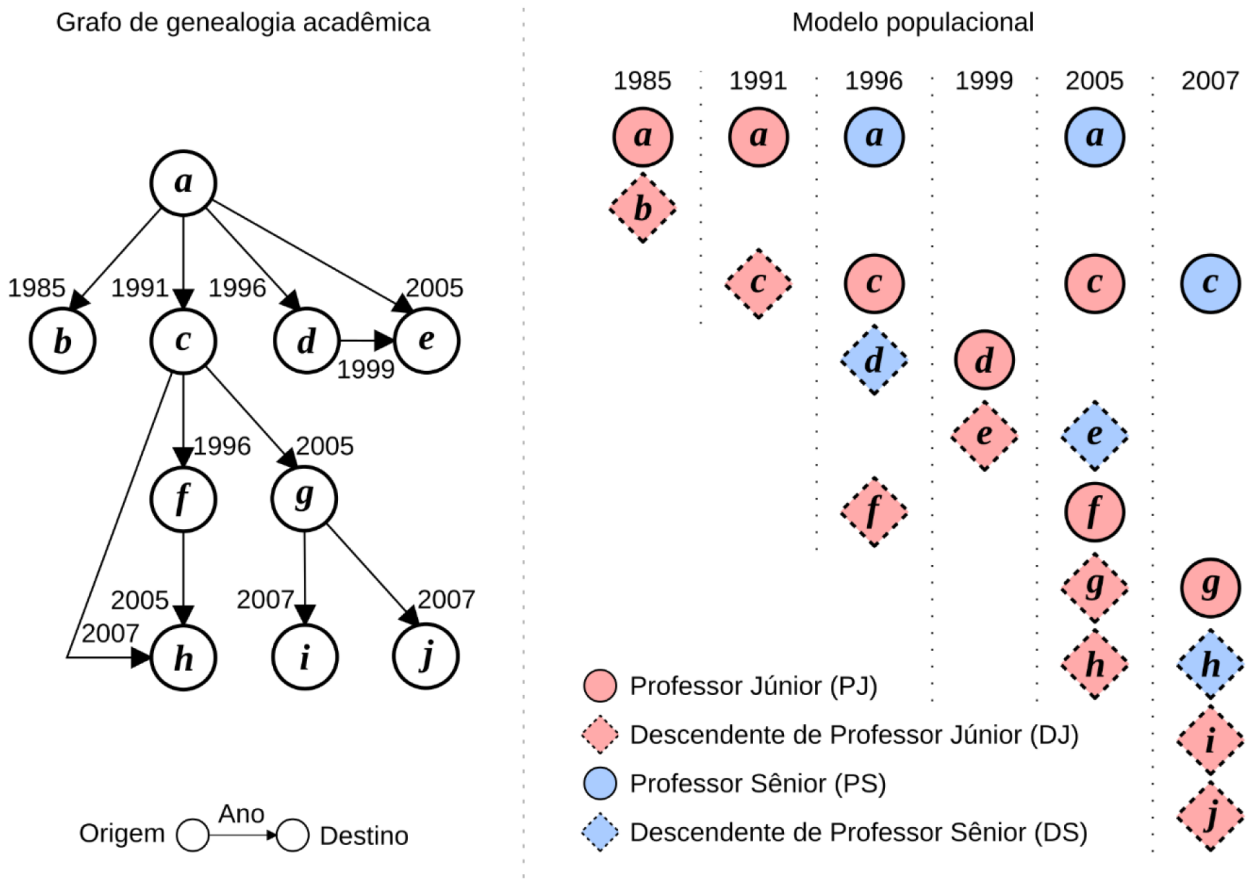 Grafo de genealogia acadêmica
a
1985 1991 1996 2005
b c d e
1999
1996 2005
f g
2005 2007 2007
2007
h i j
Origem Ano Destino
Modelo populacional
1985 1991 1996 1999 2005 2007
a a a a
b
c c c c
d d
e e
f f
g g
h h
i
j
Professor Júnior (PJ)
Descendente de Professor Júnior (DJ)
Professor Sênior (PS)
Descendente de Professor Sênior (DS)